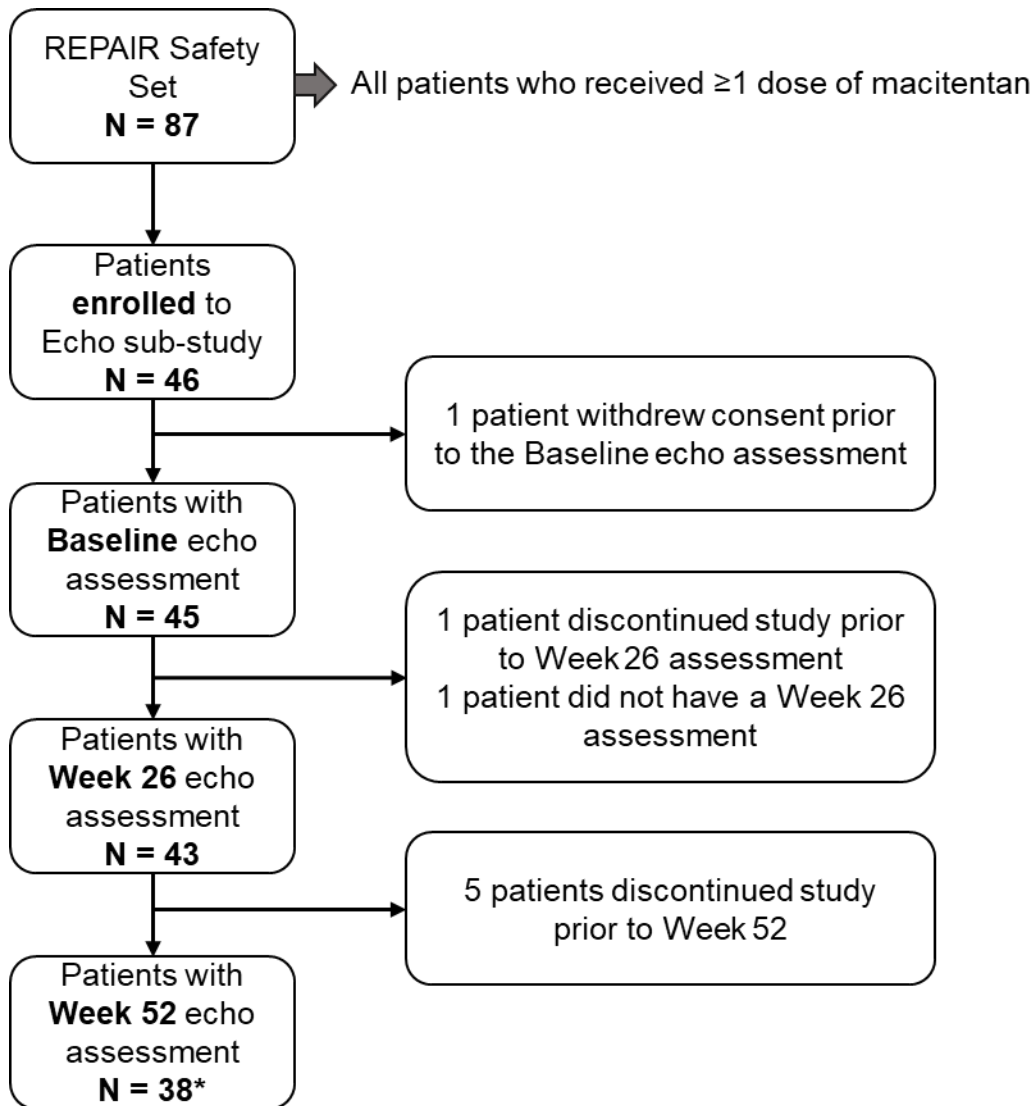 REPAIR Safety
Set
N = 87
All patients who received ≥1 dose of macitentan
Patients
enrolled to
Echo sub-study
N = 46
1 patient withdrew consent prior
to the Baseline echo assessment
Patients with
Baseline echo
assessment
N = 45
1 patient discontinued study prior
to Week 26 assessment
1 patient did not have a Week 26
assessment
Patients with
Week 26 echo
assessment
N = 43
5 patients discontinued study
prior to Week 52
Patients with
Week 52 echo
assessment
N = 38*